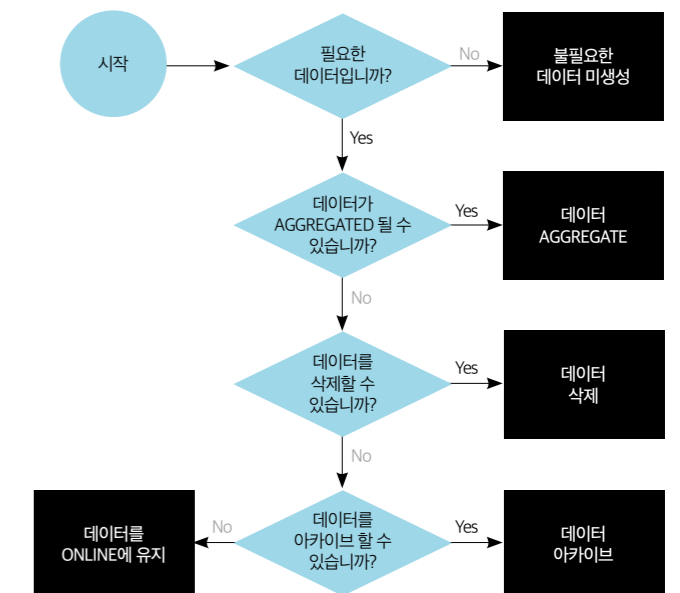 시작
필요한
데이터입니까?
No
불필요한
데이터 미생성
Yes
데이터가
AGGREGATED 될 수
있습니까?
Yes
데이터
AGGREGATE
No
데이터를
삭제할 수
있습니까?
Yes
데이터
삭제
No
데이터를
ONLINE에 유지
No
데이터를
아카이브 할 수
있습니까?
Yes
데이터
아카이브